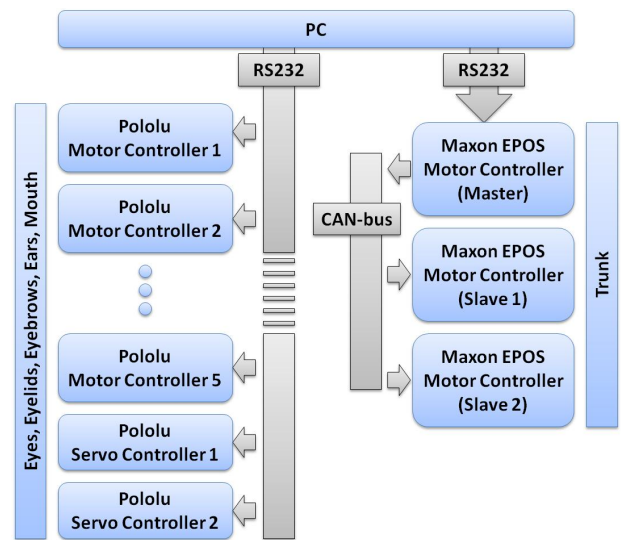 PC
RS232
RS232
Eyes, Eyelids, Eyebrows, Ears, Mouth
Pololu
Motor Controller 1
Pololu
Motor Controller 2
Pololu
Motor Controller 5
Pololu
Servo Controller 1
Pololu
Servo Controller 2
CAN-bus
Maxon EPOS
Motor Controller
(Master)
Maxon EPOS
Motor Controller
(Slave 1)
Maxon EPOS
Motor Controller
(Slave 2)
Trunk